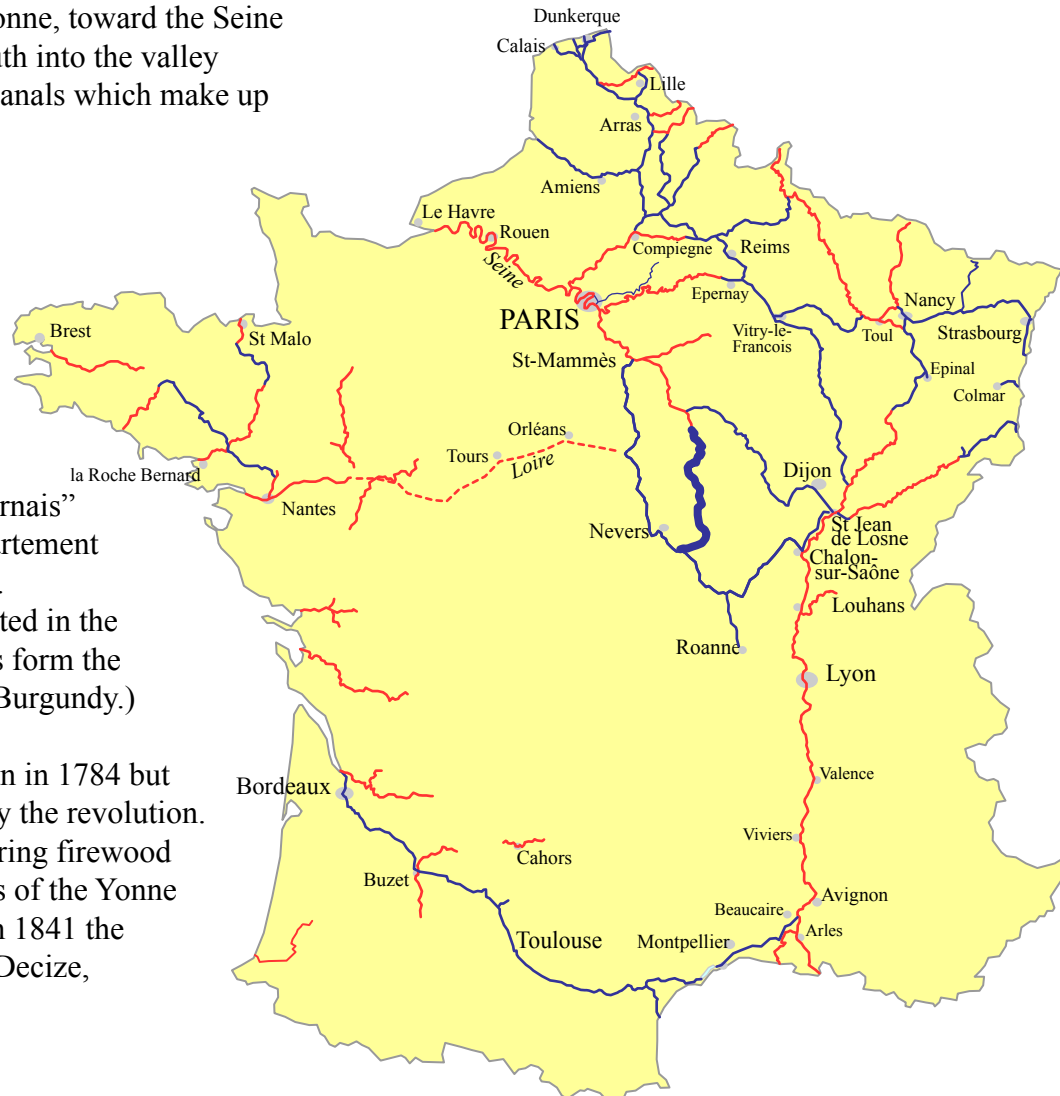 onne, toward the Seine
uth into the valley
anals which make up
Dunkerque
Calais
Lille
Arras
Amiens
Le Havre
Rouen
Seine
Compiegne
Reims
Epernay
PARIS
Vitry-le-
Francois
Toul
Nancy
Strasbourg
St-Mammès
Epinal
Colmar
Brest
St Malo
Orléans
Tours
Loire
la Roche Bernard
Nantes
Dijon
Nevers
St Jean
de Losne
Chalon-
sur-Saône
Louhans
Roanne
Lyon
rnais”
artement
.
ted in the
s form the
Burgundy.)
n in 1784 but
y the revolution.
ring firewood
s of the Yonne
n 1841 the
Decize,
Bordeaux
Valence
Viviers
Cahors
Buzet
Avignon
Beaucaire
Arles
Toulouse
Montpellier